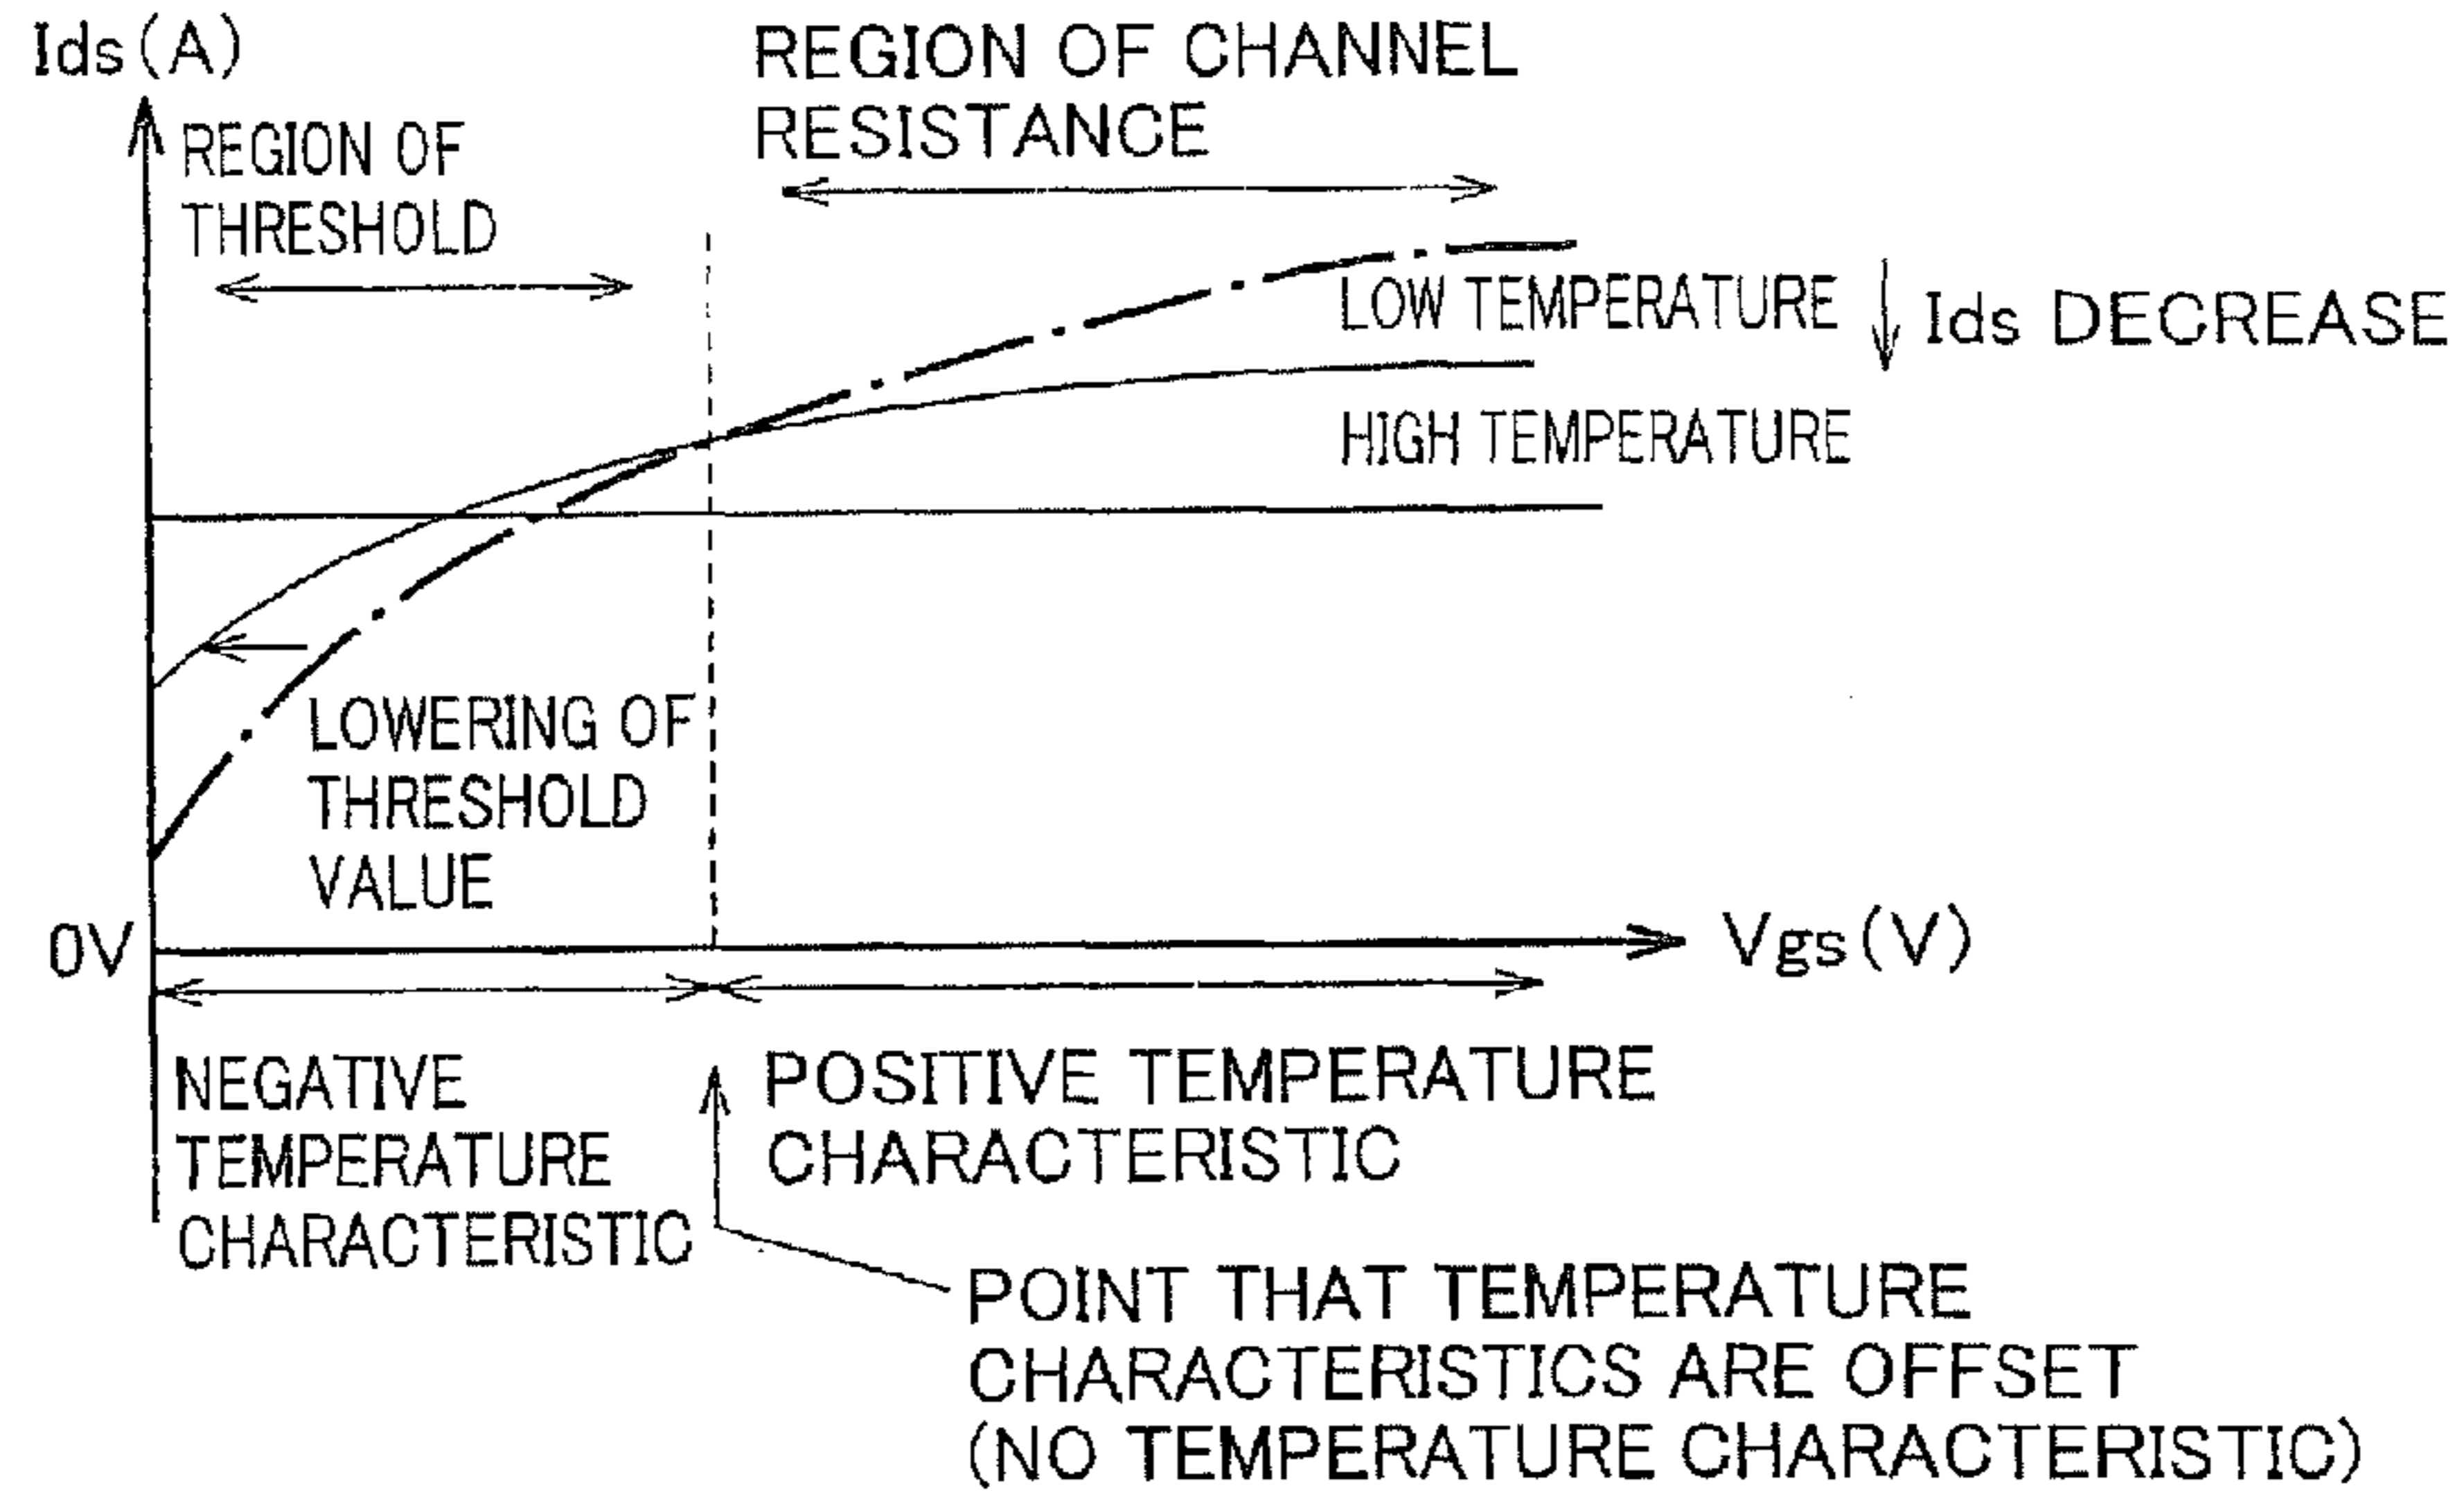 Ids(A)
REGION OF
THRESHOLD
REGION OF CHANNEL
RESISTANCE
LOW TEMPERATURE
Ids DECREASE
HIGH TEMPERATURE
LOWERING OF
THRESHOLD
VALUE
0V
Vgs(V)
NEGATIVE
TEMPERATURE
CHARACTERISTIC
POSITIVE TEMPERATURE
CHARACTERISTIC
POINT THAT TEMPERATURE
CHARACTERISTICS ARE OFFSET
(NO TEMPERATURE CHARACTERISTIC)